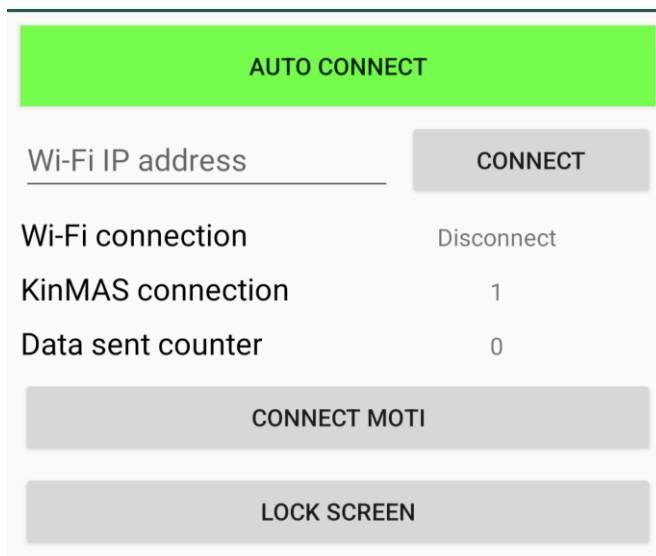 AUTO CONNECT
Wi-Fi IP address CONNECT
Wi-Fi connection Disconnect
KinMAS connection 1
Data sent counter 0
CONNECT MOTI
LOCK SCREEN